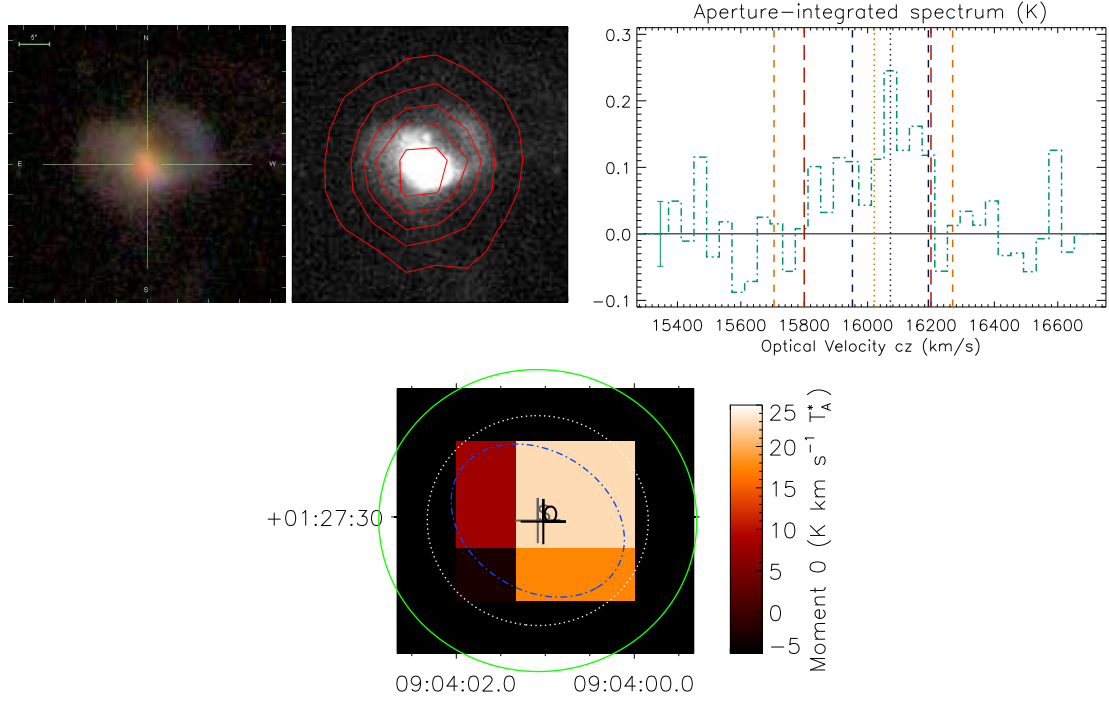 5"
N
E
W
S
Aperture-integrated spectrum (K)
0.3
0.2
0.1
0.0
-0.1
15400 15600 15800 16000 16200 16400 16600
Optical Velocity cz (km/s)
+01:27:30
09:04:02.0 09:04:00.0
25
20
15
10
5
0
-5
Moment 0 (K km s⁻¹ T*A)